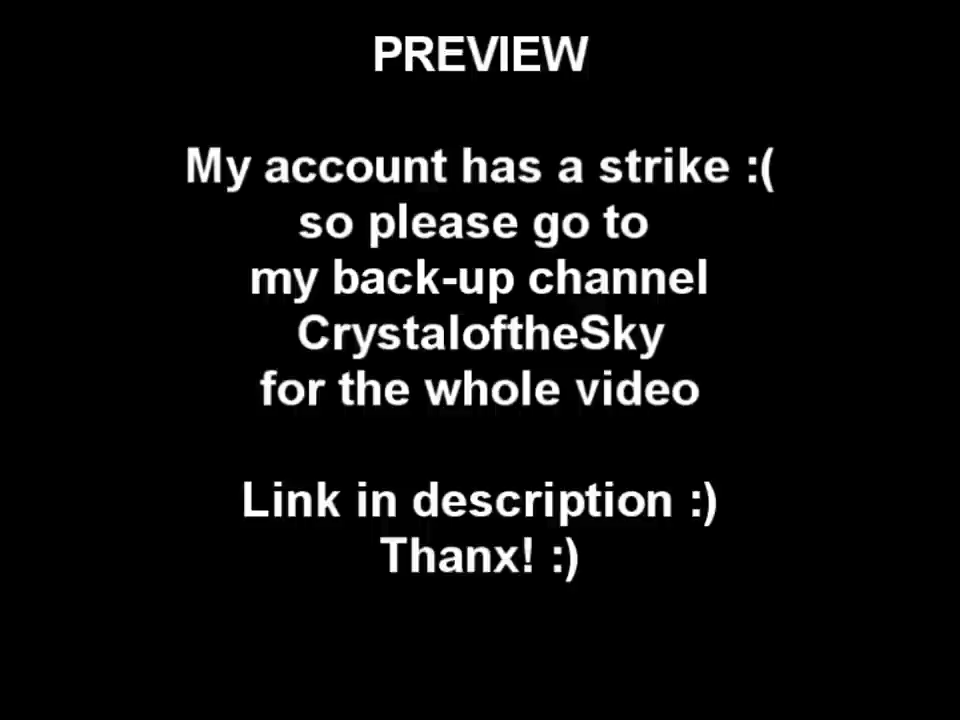 PREVIEW
My account has a strike :(
so please go to
my back-up channel
CrystaloftheSky
for the whole video
Link in description :)
Thanx! :)